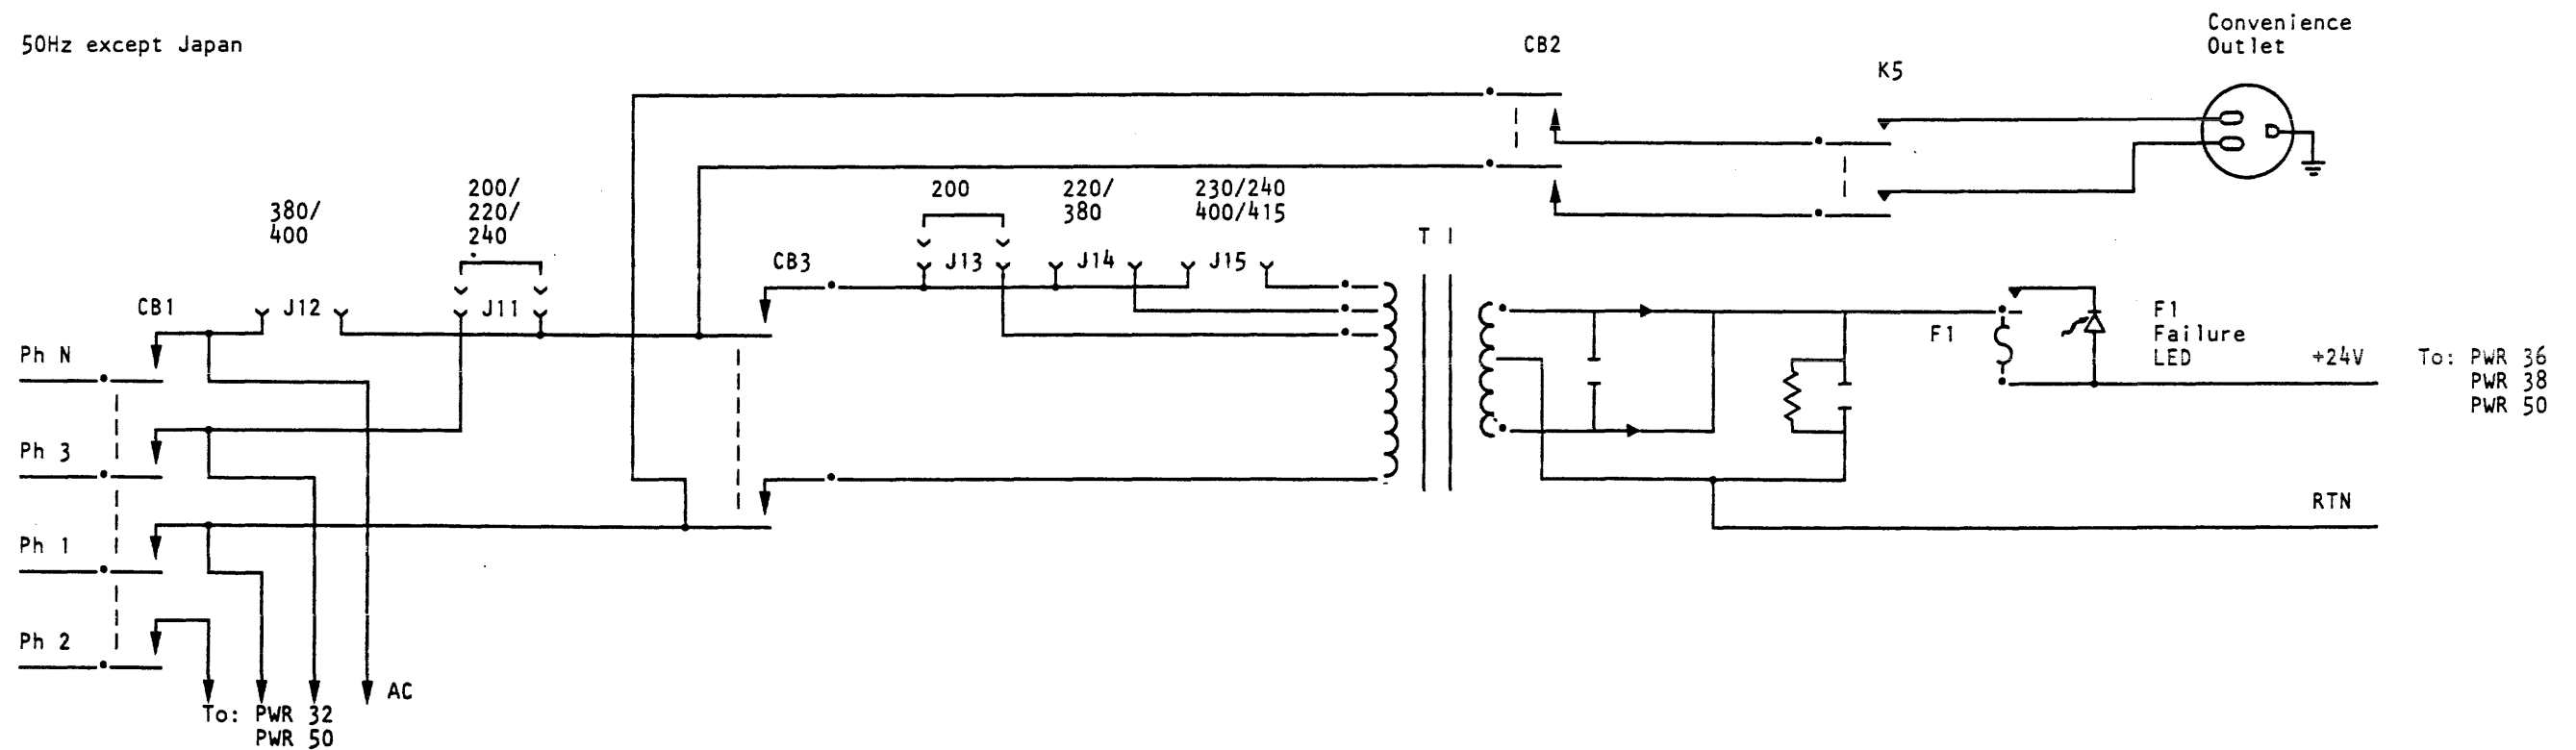 50Hz except Japan
CB2
Convenience
Outlet
K5
380/
400
200/
220/
240
200
220/
380
230/240
400/415
T 1
CB1
J12
J11
CB3
J13
J14
J15
Ph N
Ph 3
Ph 1
Ph 2
F1
F1
Failure
LED
+24V
To: PWR 36
PWR 38
PWR 50
RTN
AC
To: PWR 32
PWR 50